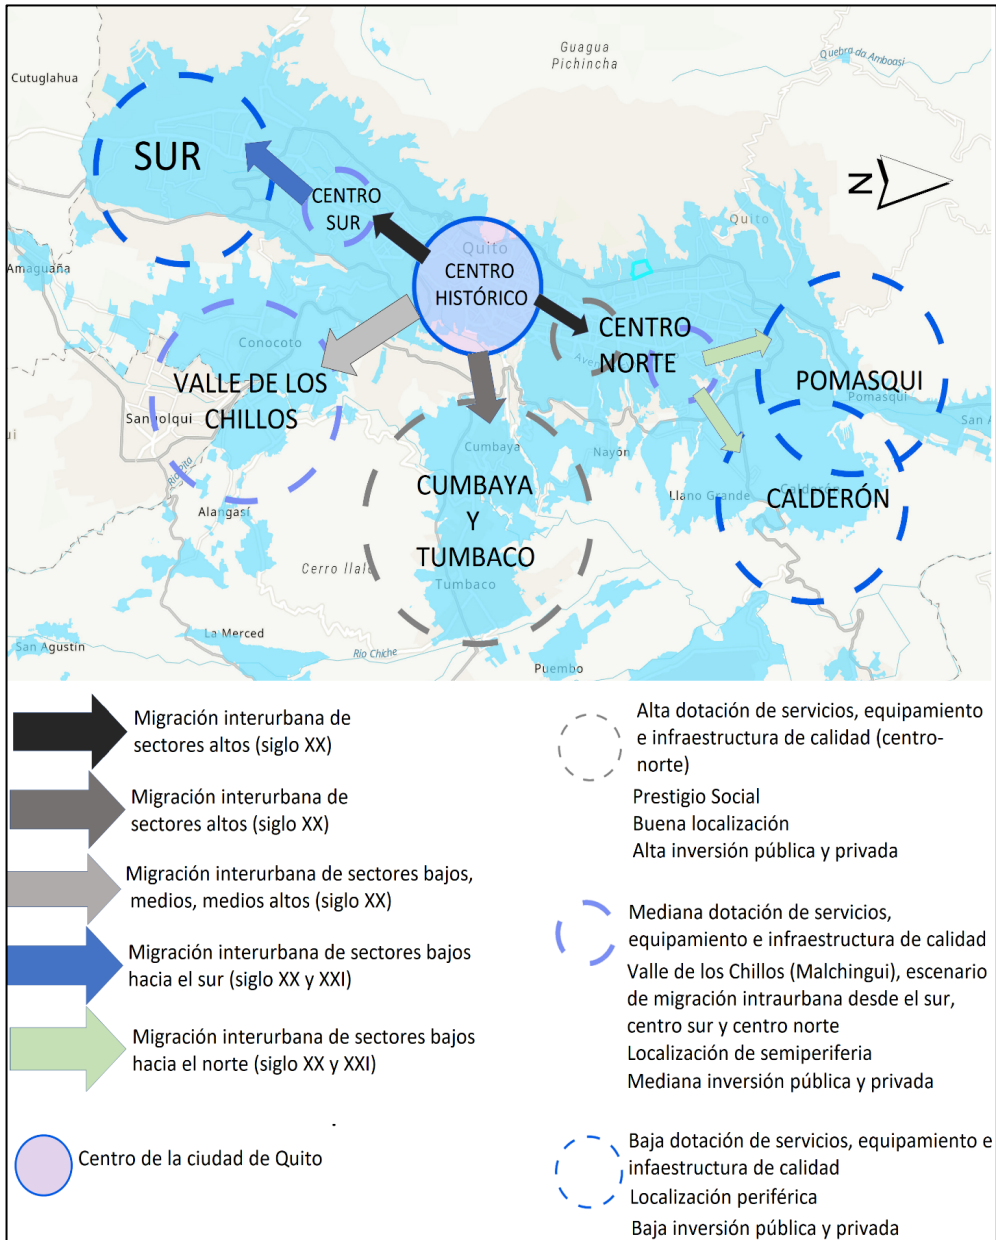 Guagua
Pichincha
Quebra da Amboasi
Cutuglahua
SUR
CENTRO
SUR
N
Quito
Quito
CENTRO
HISTÓRICO
Amaguaña
CENTRO
NORTE
Conocoto
VALLE DE LOS
CHILLOS
POMASQUI
Pomasqui
San A
Cumbaya
Nayón
Llano Grande
Calderón
CALDERÓN
CUMBAYA
Y
TUMBACO
Río Pita
Alangasí
Cerro Ilaló
Tumbaco
La Merced
San Agustín
Río Chiche
Puembo
Migración interurbana de
sectores altos (siglo XX)
Migración interurbana de
sectores altos (siglo XX)
Migración interurbana de sectores bajos,
medios, medios altos (siglo XX)
Migración interurbana de sectores bajos
hacia el sur (siglo XX y XXI)
Migración interurbana de sectores bajos
hacia el norte (siglo XX y XXI)
Centro de la ciudad de Quito
Alta dotación de servicios, equipamiento
e infraestructura de calidad (centro-
norte)
Prestigio Social
Buena localización
Alta inversión pública y privada
Mediana dotación de servicios,
equipamiento e infraestructura de calidad
Valle de los Chillos (Malchingui), escenario
de migración intraurbana desde el sur,
centro sur y centro norte
Localización de semiperiferia
Mediana inversión pública y privada
Baja dotación de servicios, equipamiento e
infaestructura de calidad
Localización periférica
Baja inversión pública y privada